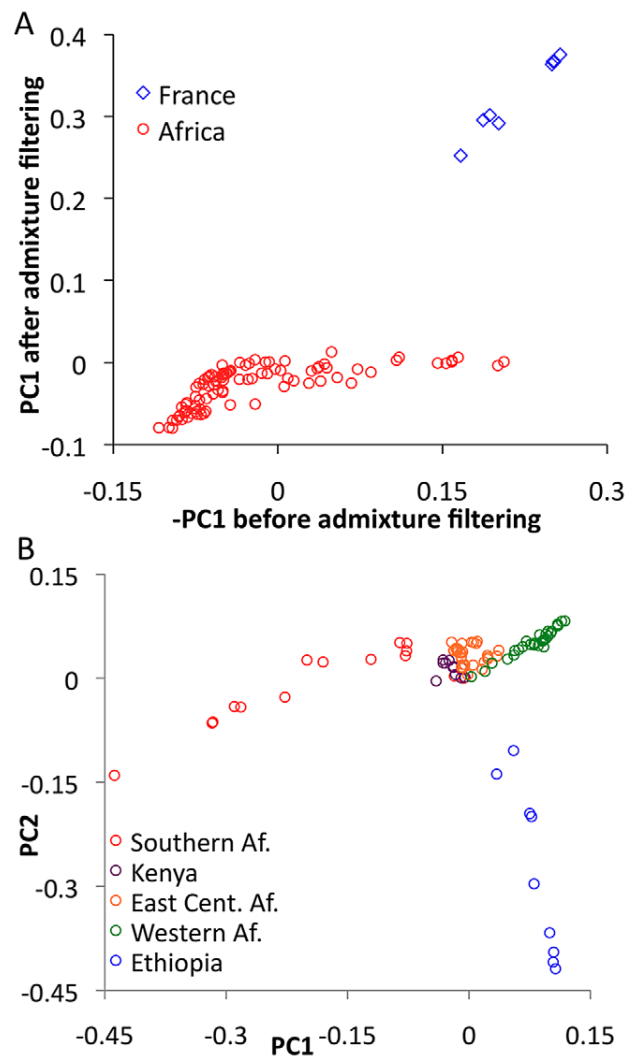 A
PC1 after admixture filtering
0.4
0.3
0.2
0.1
0
-0.1
France
Africa
-0.15
0
0.15
0.3
-PC1 before admixture filtering
B
PC2
0.15
0
-0.15
-0.3
-0.45
Southern Af.
Kenya
East Cent. Af.
Western Af.
Ethiopia
-0.45
-0.3
-0.15
0
0.15
PC1